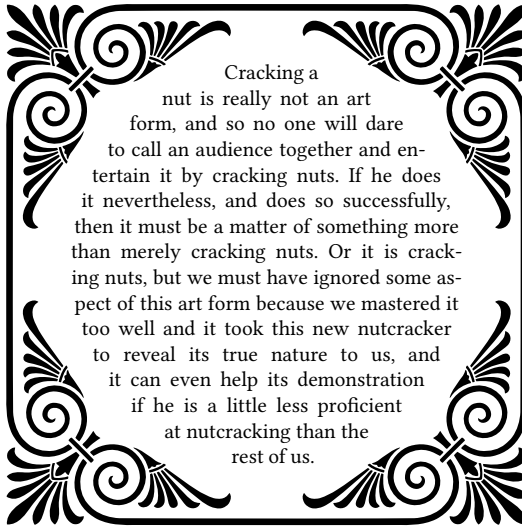 Cracking a
nut is really not an art
form, and so no one will dare
to call an audience together and en-
tertain it by cracking nuts. If he does
it nevertheless, and does so successfully,
then it must be a matter of something more
than merely cracking nuts. Or it is crack-
ing nuts, but we must have ignored some as-
pect of this art form because we mastered it
too well and it took this new nutcracker
to reveal its true nature to us, and
it can even help its demonstration
if he is a little less proficient
at nutcracking than the
rest of us.